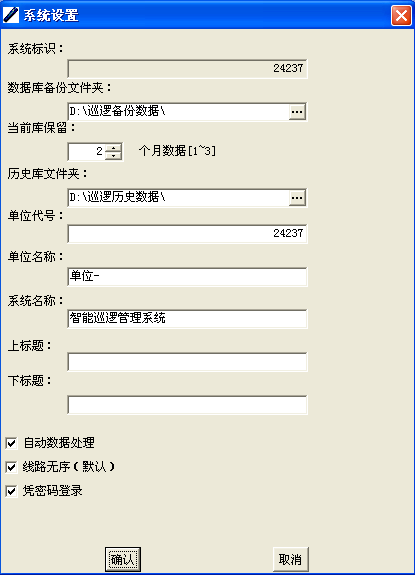 系统设置
系统标识：
24237
数据库备份文件夹：
D:\巡逻备份数据\
当前库保留：
2 个月数据[1~3]
历史库文件夹：
D:\巡逻历史数据\
单位代号：
24237
单位名称：
单位-
系统名称：
智能巡逻管理系统
上标题：
下标题：
自动数据处理
线路无序（默认）
凭密码登录
确认 取消